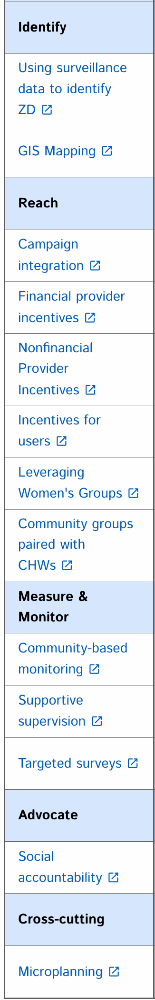 Identify
Using surveillance
data to identify
ZD
GIS Mapping
Reach
Campaign
integration
Financial provider
incentives
Nonfinancial
Provider
Incentives
Incentives for
users
Leveraging
Women's Groups
Community groups
paired with
CHWs
Measure &
Monitor
Community-based
monitoring
Supportive
supervision
Targeted surveys
Advocate
Social
accountability
Cross-cutting
Microplanning